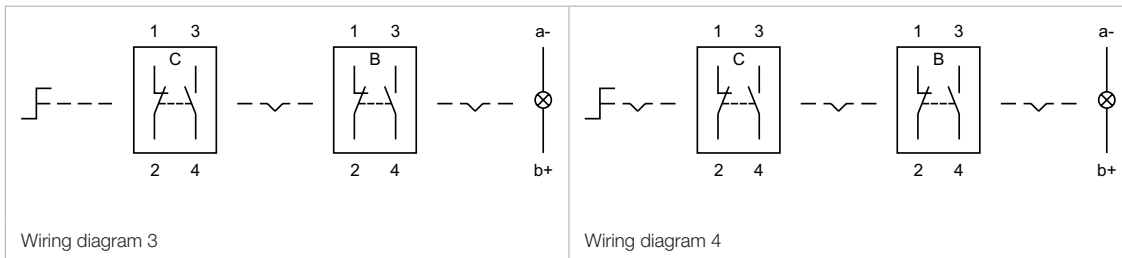 1 3 1 3 a- 1 3 1 3 a-
C B C B
2 4 2 4 b+ 2 4 2 4 b+
Wiring diagram 3 Wiring diagram 4